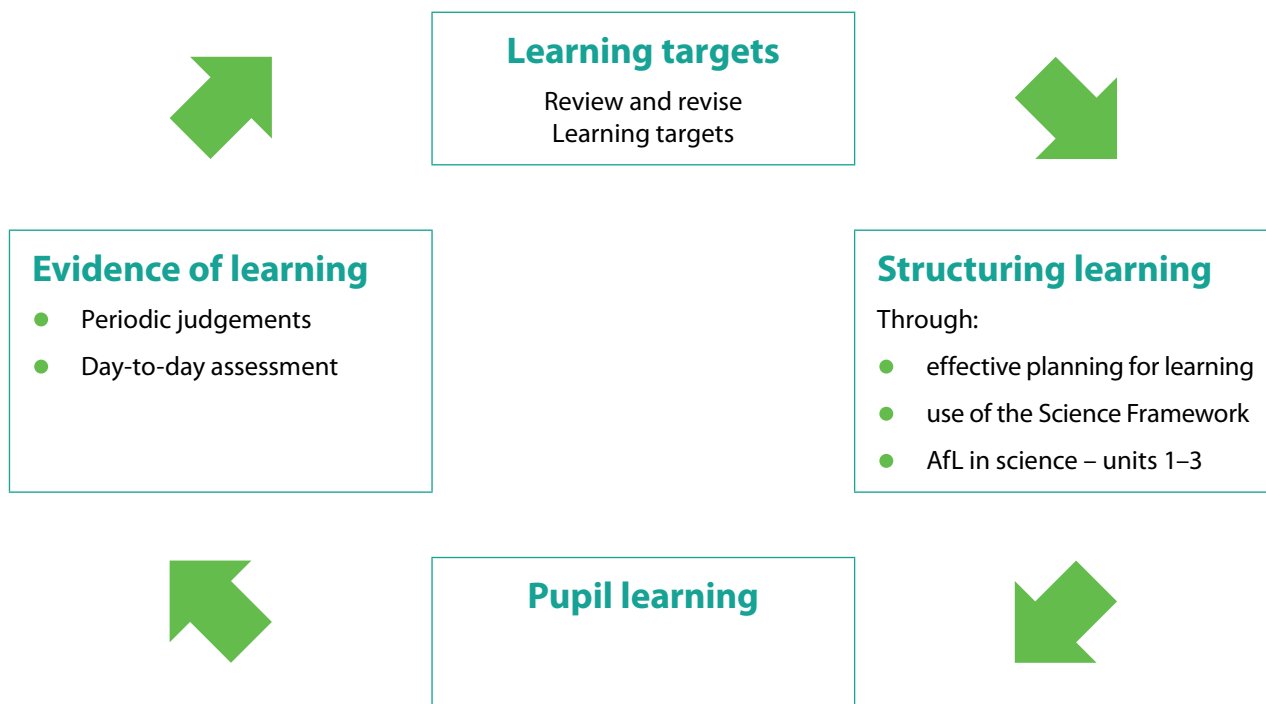 Learning targets
Review and revise
Learning targets
Evidence of learning
Periodic judgements
Day-to-day assessment
Structuring learning
Through:
effective planning for learning
use of the Science Framework
AfL in science – units 1–3
Pupil learning